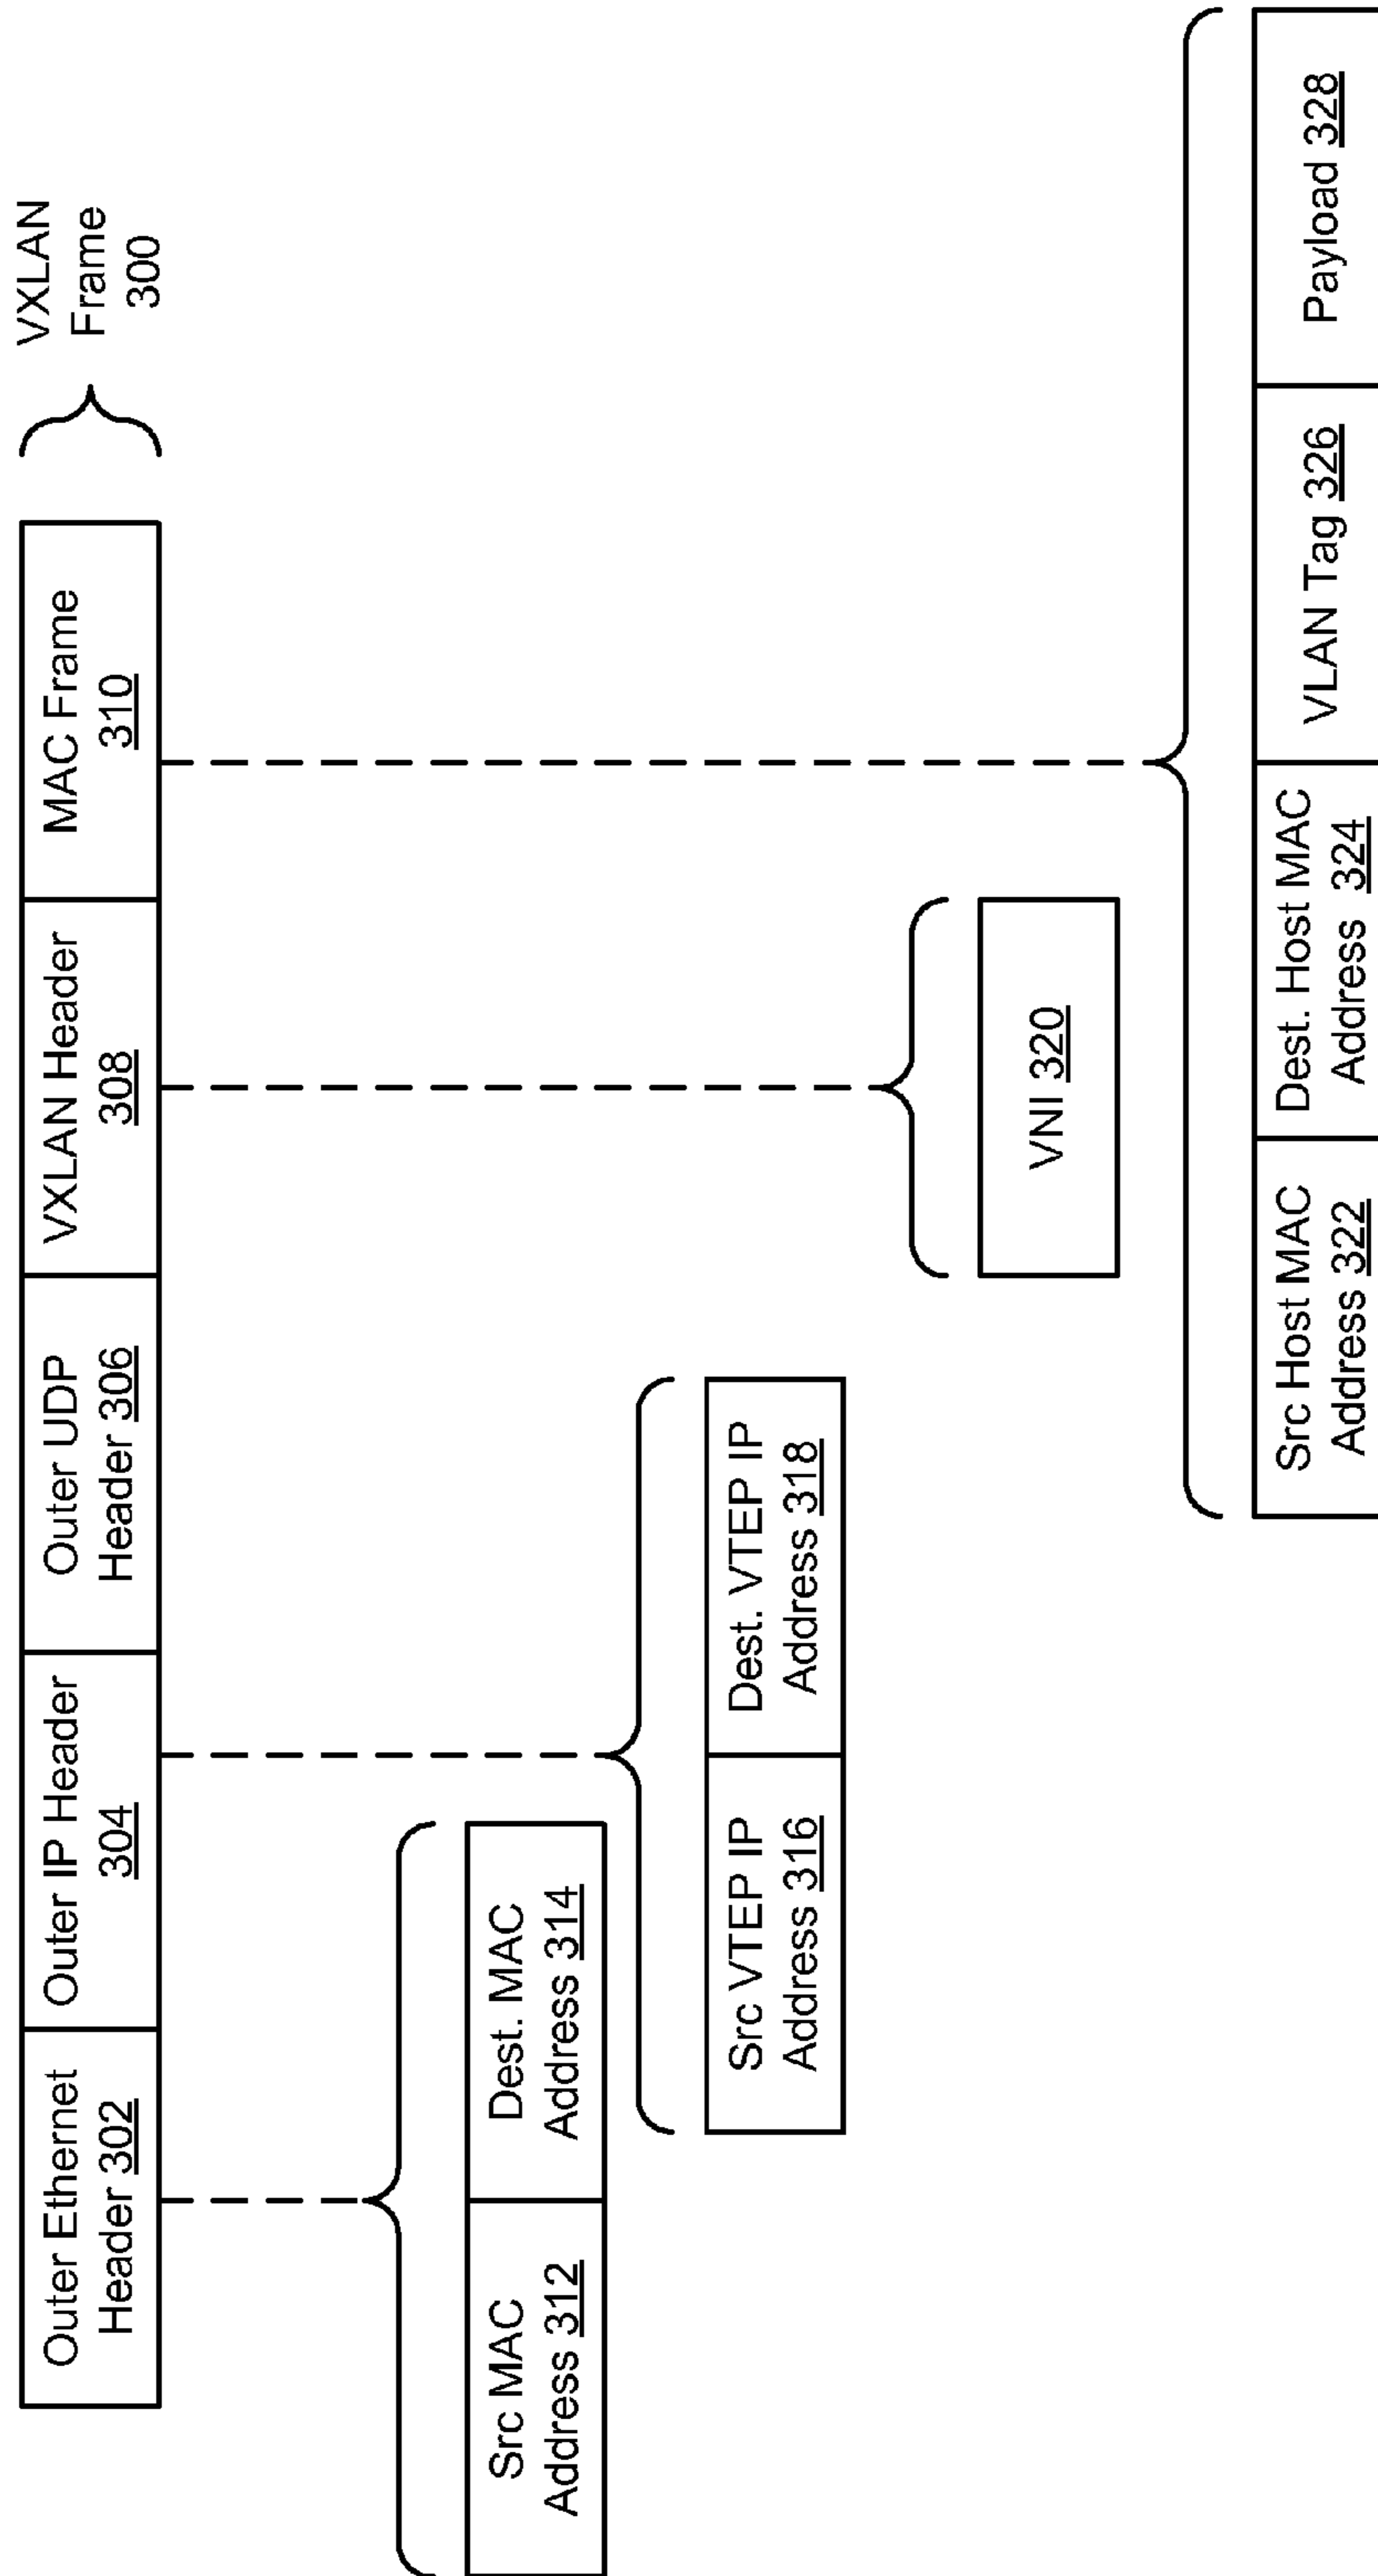 VXLAN
Frame
300
Outer Ethernet
Header 302
Outer IP Header
304
Outer UDP
Header 306
VXLAN Header
308
MAC Frame
310
Src MAC
Address 312
Dest. MAC
Address 314
Src VTEP IP
Address 316
Dest. VTEP IP
Address 318
VNI 320
Src Host MAC
Address 322
Dest. Host MAC
Address 324
VLAN Tag 326
Payload 328